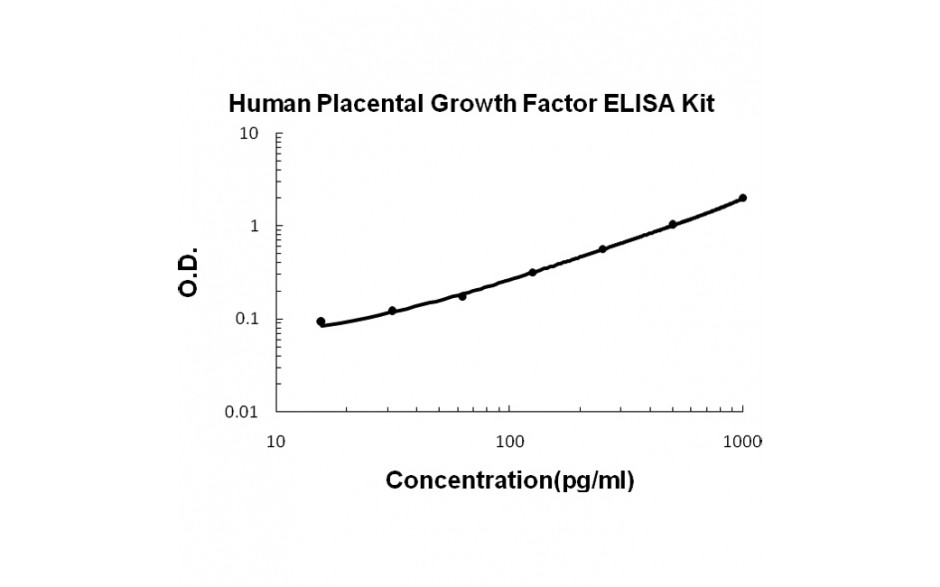 Human Placental Growth Factor ELISA Kit
10
1
0.1
0.01
O.D.
10 100 1000
Concentration(pg/ml)